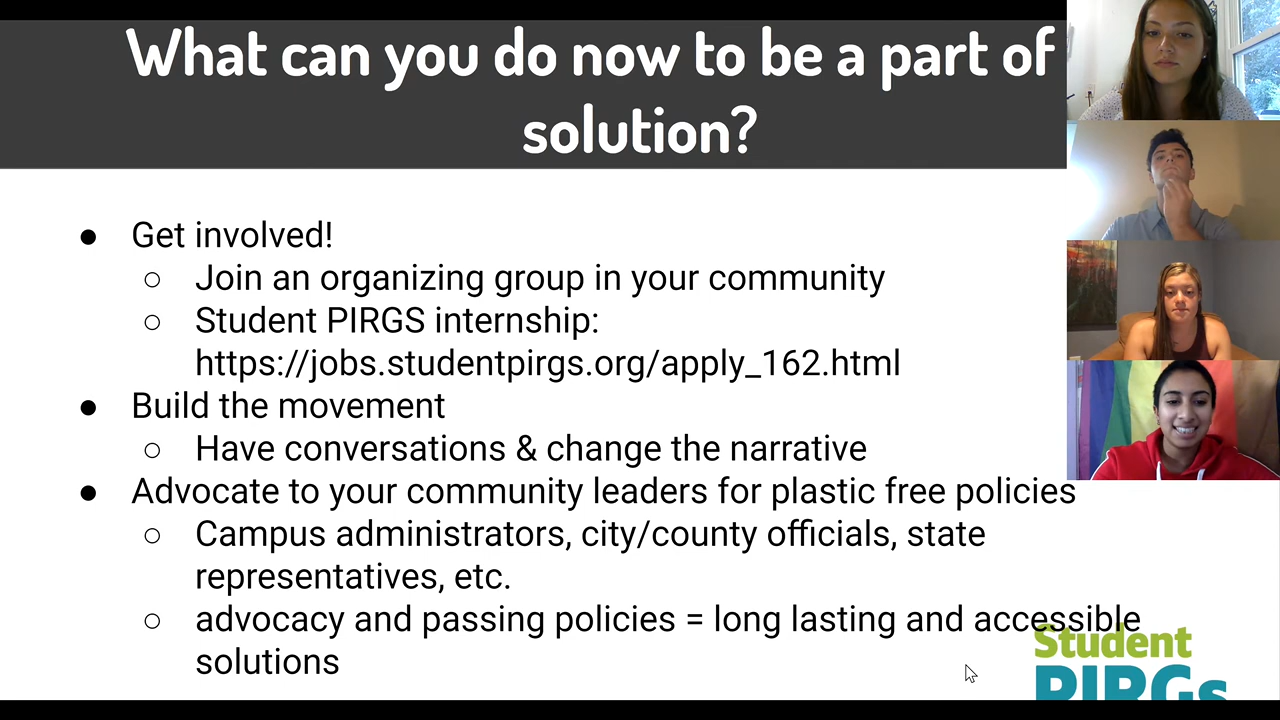 What can you do now to be a part of
solution?
● Get involved!
○ Join an organizing group in your community
○ Student PIRGS internship:
https://jobs.studentpirgs.org/apply_162.html
● Build the movement
○ Have conversations & change the narrative
● Advocate to your community leaders for plastic free policies
○ Campus administrators, city/county officials, state
representatives, etc.
○ advocacy and passing policies = long lasting and accessible
solutions
Student
PIRGs